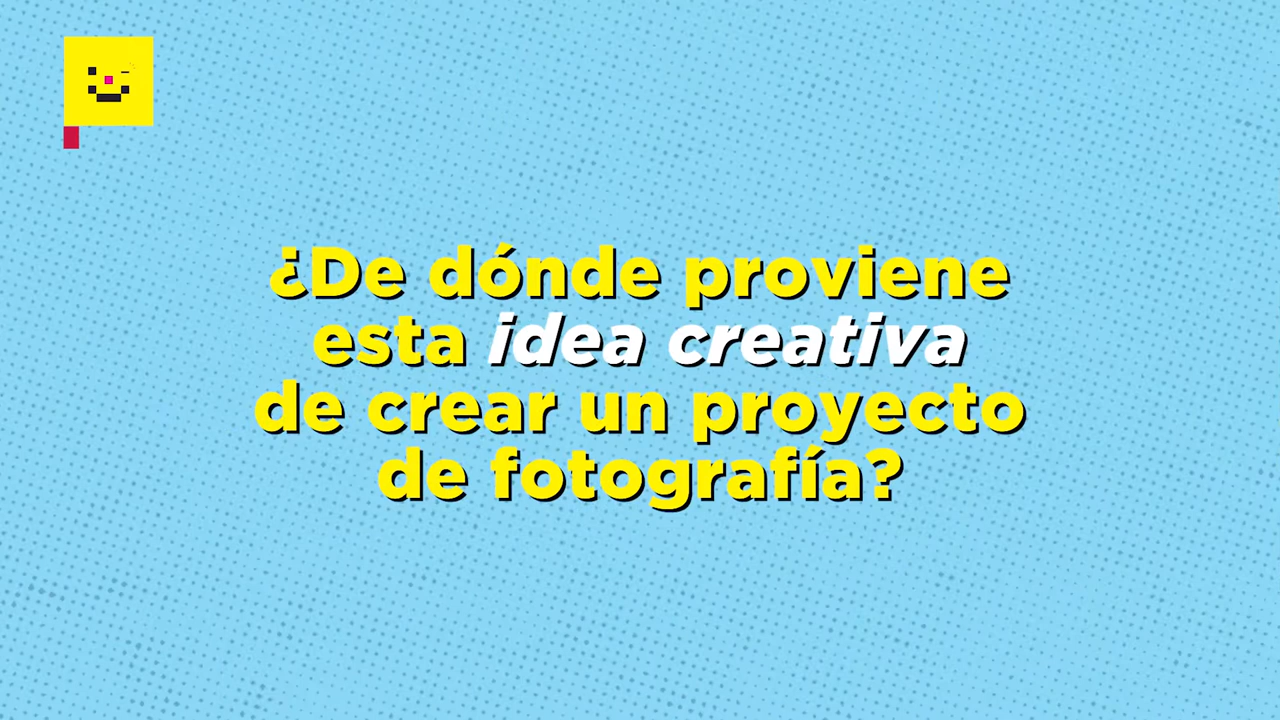 ¿De dónde proviene
esta idea creativa
de crear un proyecto
de fotografía?